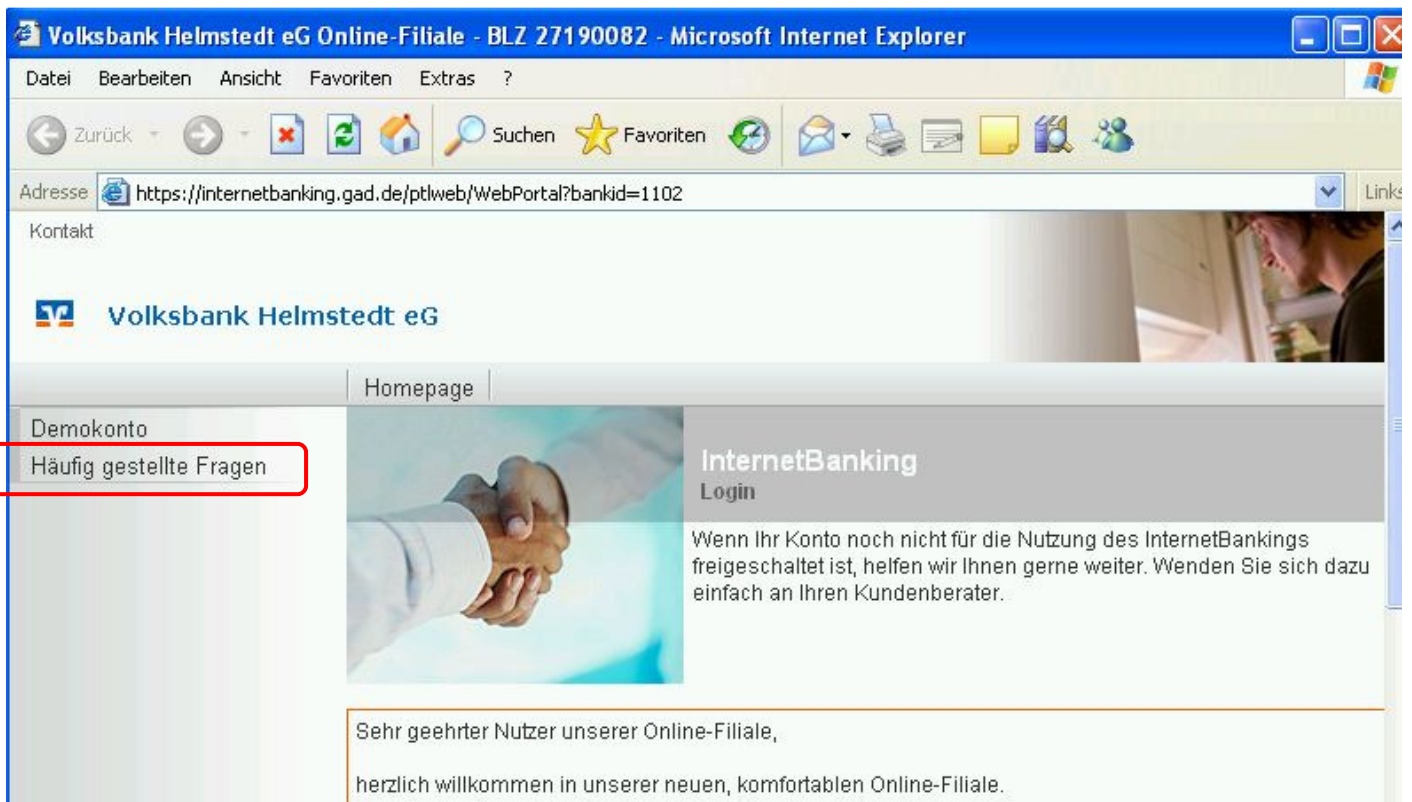 Volksbank Helmstedt eG Online-Filiale - BLZ 27190082 - Microsoft Internet Explorer
Datei Bearbeiten Ansicht Favoriten Extras ?
Zurück Suchen Favoriten
Adresse https://internetbanking.gad.de/ptlweb/WebPortal?bankid=1102 Links
Kontakt
Volksbank Helmstedt eG
Homepage
Demokonto
Häufig gestellte Fragen
InternetBanking
Login
Wenn Ihr Konto noch nicht für die Nutzung des InternetBankings
freigeschaltet ist, helfen wir Ihnen gerne weiter. Wenden Sie sich dazu
einfach an Ihren Kundenberater.
Sehr geehrter Nutzer unserer Online-Filiale,
herzlich willkommen in unserer neuen, komfortablen Online-Filiale.